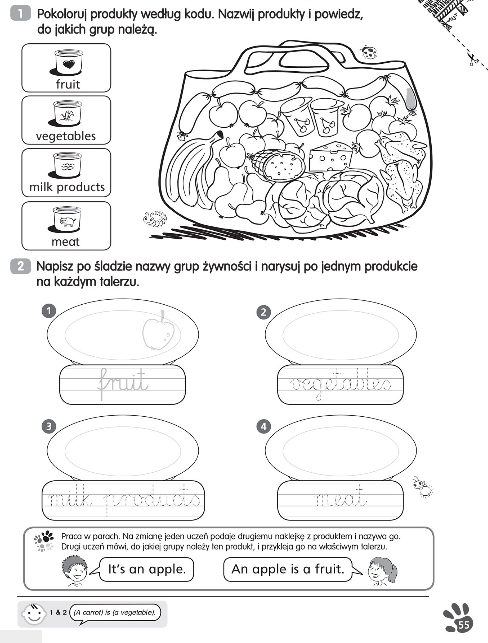 1 Pokoloruj produkty według kodu. Nazwij produkty i powiedz,
do jakich grup należą.
fruit
vegetables
milk products
meat
2 Napisz po śladzie nazwy grup żywności i narysuj po jednym produkcie
na każdym talerzu.
1
2
fruit
vegetables
3
4
milk products
meat
Praca w parach. Na zmianę jeden uczeń podaje drugiemu naklejkę z produktem i nazywa go.
Drugi uczeń mówi, do jakiej grupy należy ten produkt, i przykleja go na właściwym talerzu.
It's an apple.
An apple is a fruit.
1 & 2 (A carrot) is (a vegetable).
55